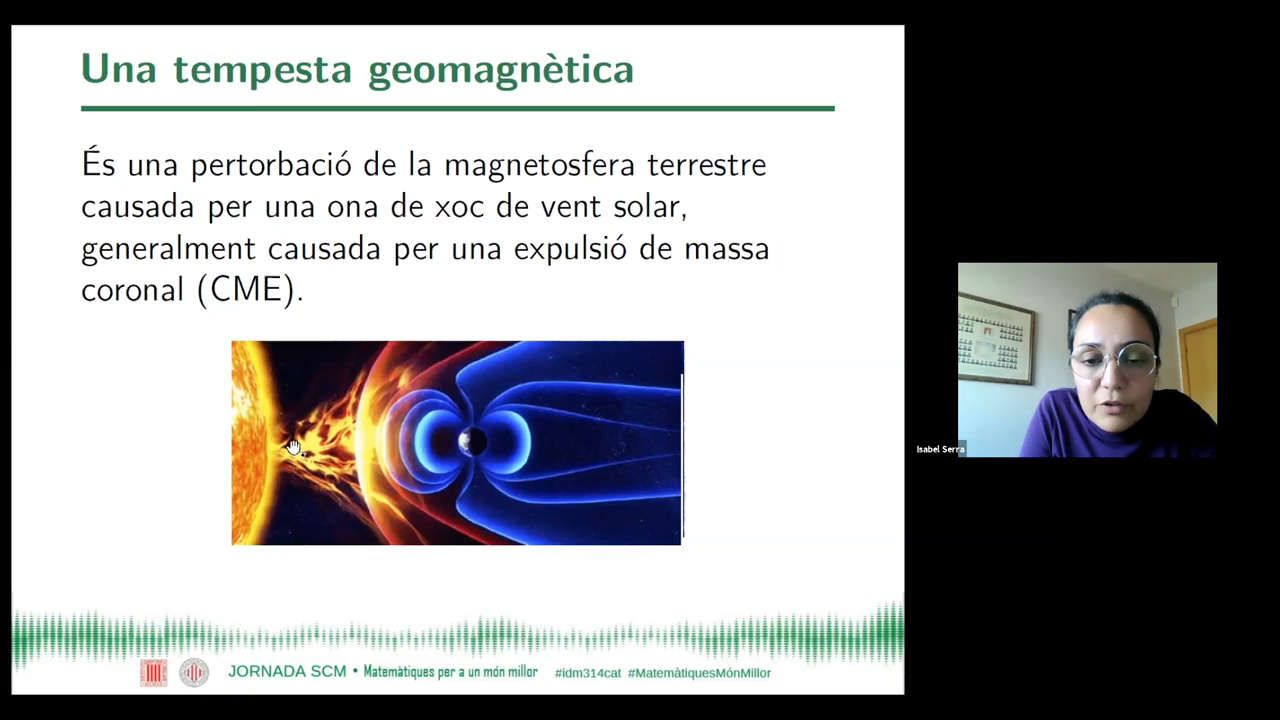 Una tempesta geomagnètica
És una pertorbació de la magnetosfera terrestre
causada per una ona de xoc de vent solar,
generalment causada per una expulsió de massa
coronal (CME).
Isabel Serra
JORNADA SCM • Matemàtiques per a un món millor #idm314cat #MatemàtiquesMónMillor